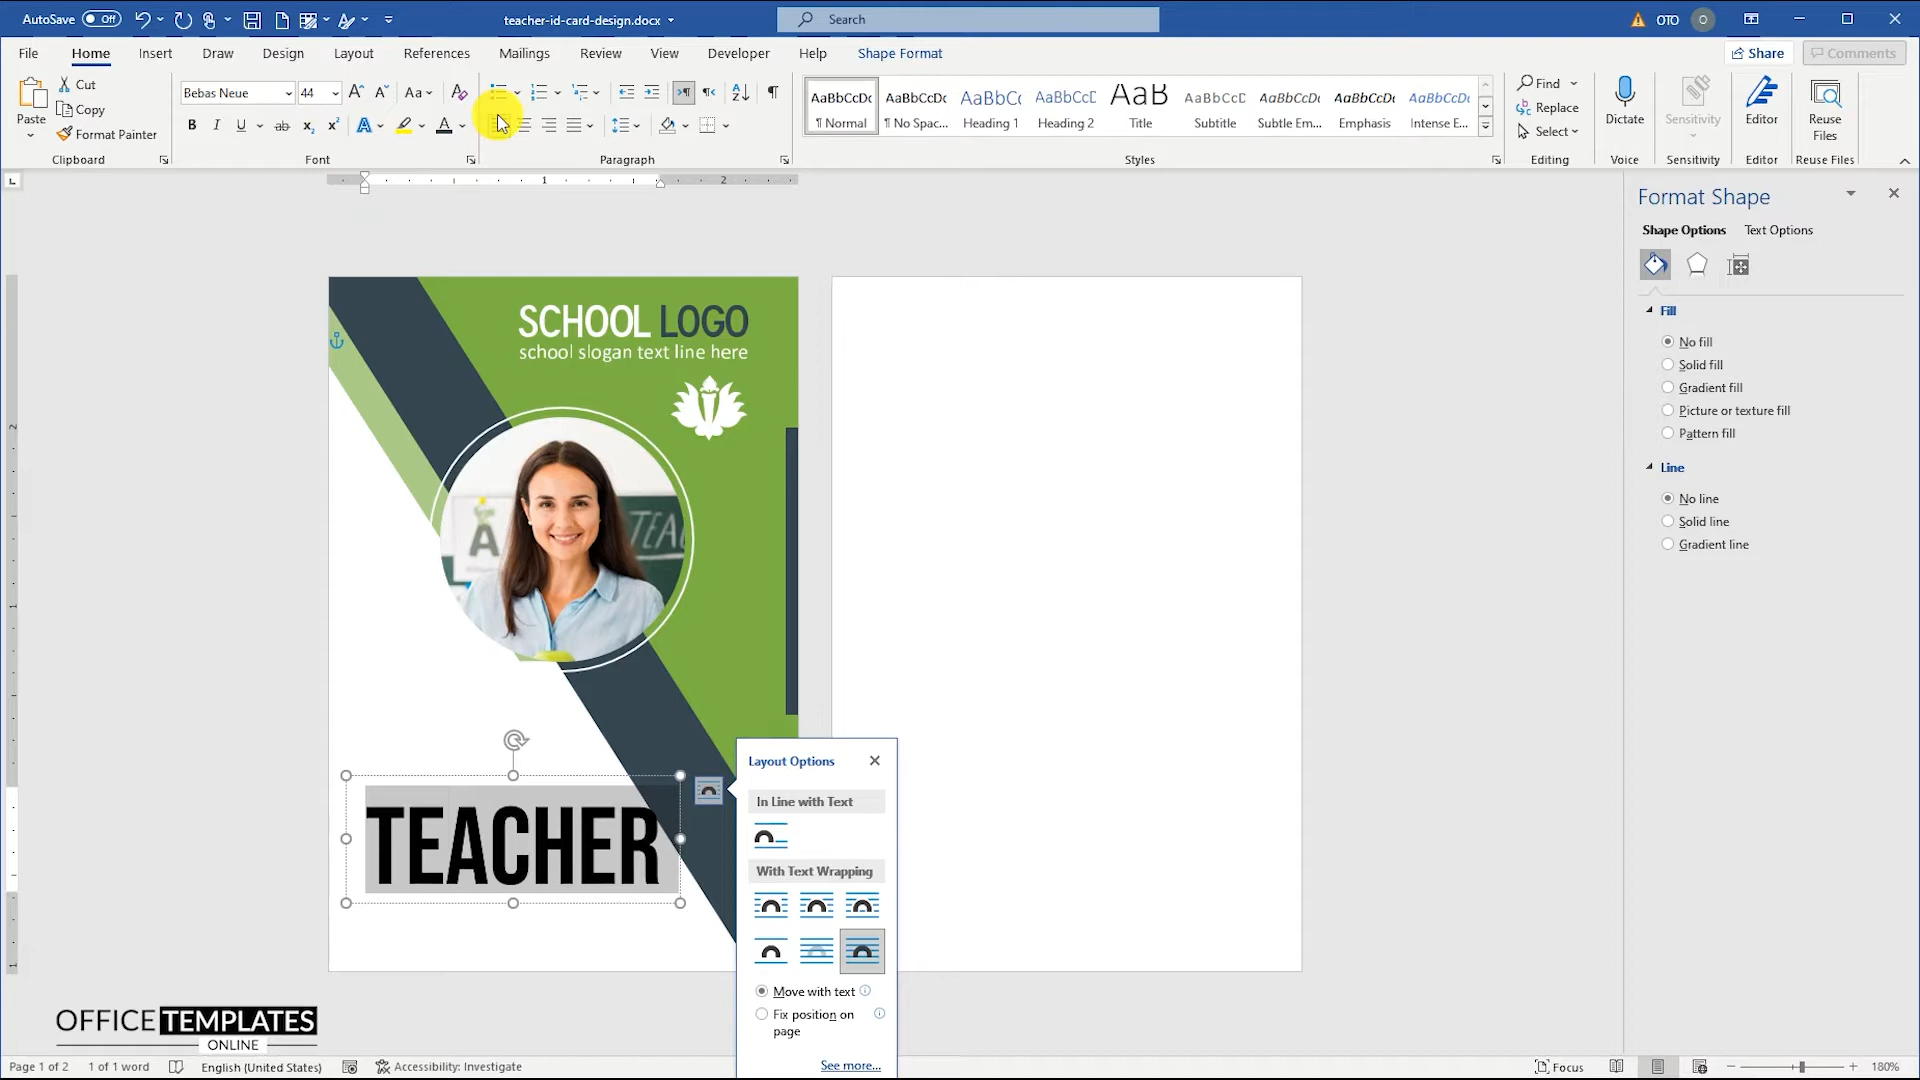 AutoSave Off
teacher-id-card-design.docx
Search
OTO
O
File Home Insert Draw Design Layout References Mailings Review View Developer Help Shape Format
Share
Comments
Paste
Cut
Copy
Format Painter
Clipboard
Bebas Neue
44
Font
Paragraph
AaBbCcDc
¶ Normal
AaBbCcDc
¶ No Spac...
AaBbCc
Heading 1
AaBbCcC
Heading 2
AaB
Title
AaBbCcD
Subtitle
AaBbCcDc
Subtle Em...
AaBbCcDc
Emphasis
AaBbCcDc
Intense E...
Styles
Find
Replace
Select
Editing
Dictate
Voice
Sensitivity
Sensitivity
Editor
Editor
Reuse
Files
Reuse Files
1
2
SCHOOL LOGO
school slogan text line here
A
TEA
TEACHER
Layout Options
In Line with Text
With Text Wrapping
Move with text
Fix position on
page
See more...
Format Shape
Shape Options Text Options
Fill
No fill
Solid fill
Gradient fill
Picture or texture fill
Pattern fill
Line
No line
Solid line
Gradient line
OFFICE TEMPLATES
ONLINE
Page 1 of 2
1 of 1 word
English (United States)
Accessibility: Investigate
Focus
180%